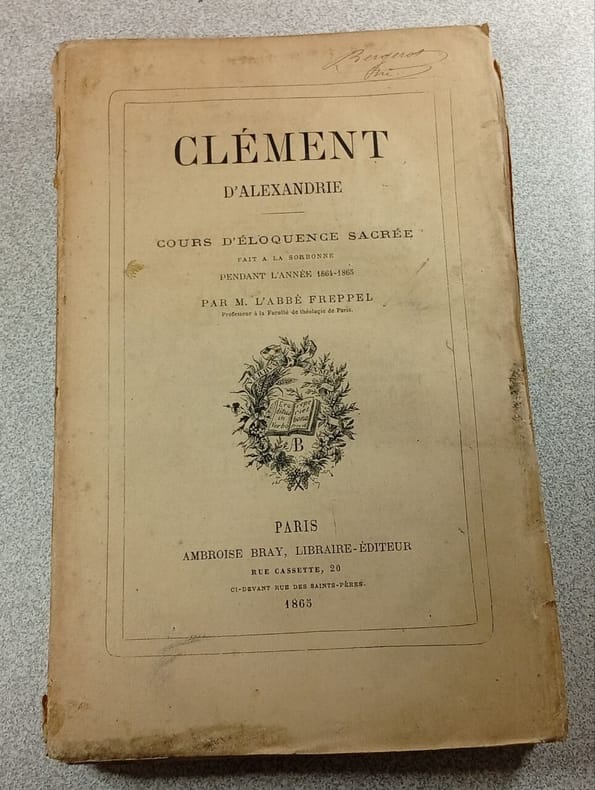 Bergerot
CLÉMENT
D'ALEXANDRIE
COURS D'ÉLOQUENCE SACRÉE
FAIT A LA SORBONNE
PENDANT L'ANNÉE 1864-1865
PAR M. L'ABBÉ FREPPEL
Professeur à la Faculté de théologie de Paris.
B
PARIS
AMBROISE BRAY, LIBRAIRE-ÉDITEUR
RUE CASSETTE, 20
CI-DEVANT RUE DES SAINTS-PÈRES.
1865